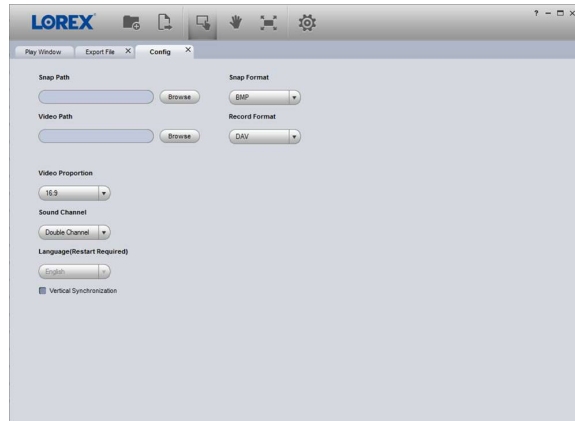 LOREX
Play Window Export File Config
Snap Path Snap Format
Browse BMP
Video Path Record Format
Browse DAV
Video Proportion
16:9
Sound Channel
Double Channel
Language(Restart Required)
English
Vertical Synchronization